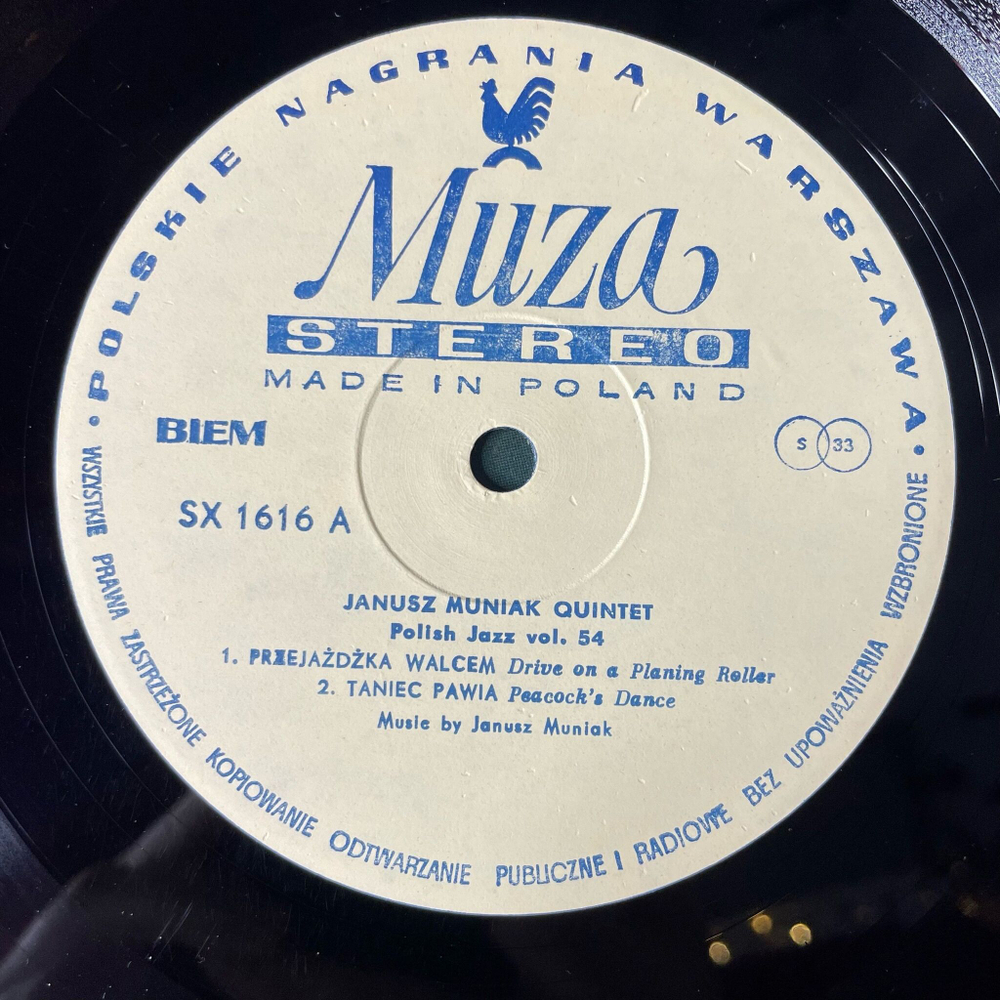 POLSKIE NAGRANIA WARSZAWA
Muza
STEREO
MADE IN POLAND
BIEM
S 33
SX 1616 A
JANUSZ MUNIAK QUINTET
Polish Jazz vol. 54
1. PRZEJAŻDŻKA WALCEM Drive on a Planing Roller
2. TANIEC PAWIA Peacock's Dance
Music by Janusz Muniak
WSZYSTKIE PRAWA ZASTRZEŻONE KOPIOWANIE ODTWARZANIE PUBLICZNE I RADIOWE BEZ UPOWAŻNIENIA WZBRONIONE